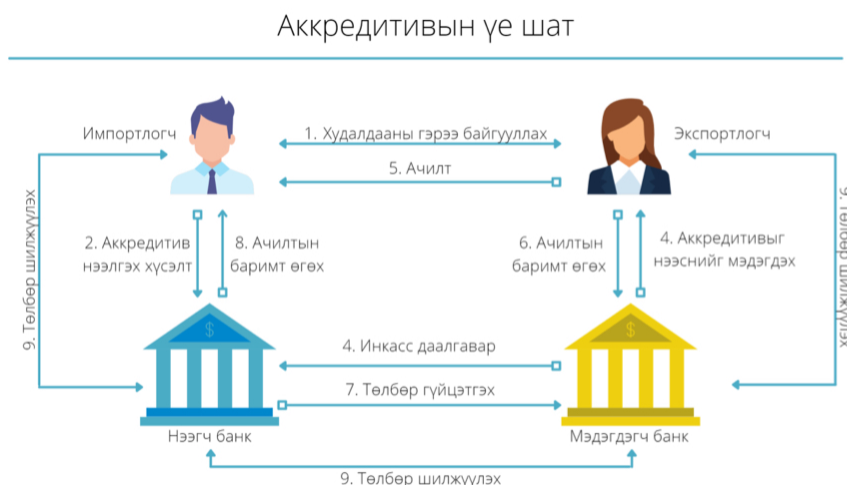 Аккредитивын үе шат
Импортлогч
1. Худалдааны гэрээ байгууллах
Экспортлогч
5. Ачилт
9. Төлбөр шилжүүлэх
2. Аккредитив
нээлгэх хүсэлт
8. Ачилтын
баримт өгөх
6. Ачилтын
баримт өгөх
4. Аккредитивыг
нээснийг мэдэгдэх
9. Төлбөр шилжүүлэх
4. Инкасс даалгавар
7. Төлбөр гүйцэтгэх
Нээгч банк
Мэдэгдэгч банк
9. Төлбөр шилжүүлэх